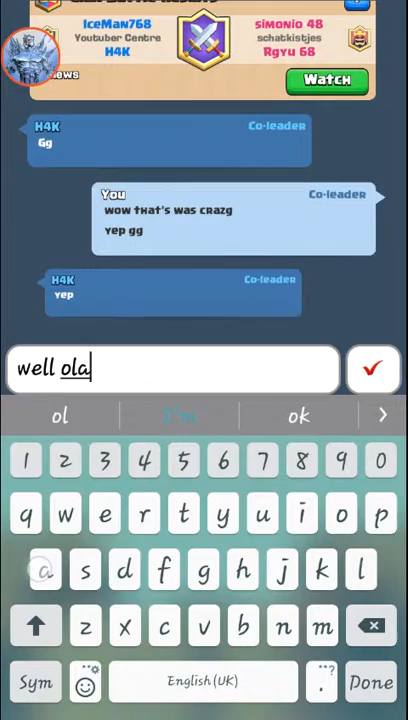 IceMan768
simonio 48
Youtuber Centre
schatkistjes
H4K
Rgyu 68
Watch
H4K
Co-leader
Gg
You
Co-leader
wow that's was crazg
yep gg
H4K
Co-leader
yep
well ola
ol I'm ok >
1 2 3 4 5 6 7 8 9 0
q w e r t y u i o p
a s d f g h j k l
z x c v b n m
Sym English(UK) . Done